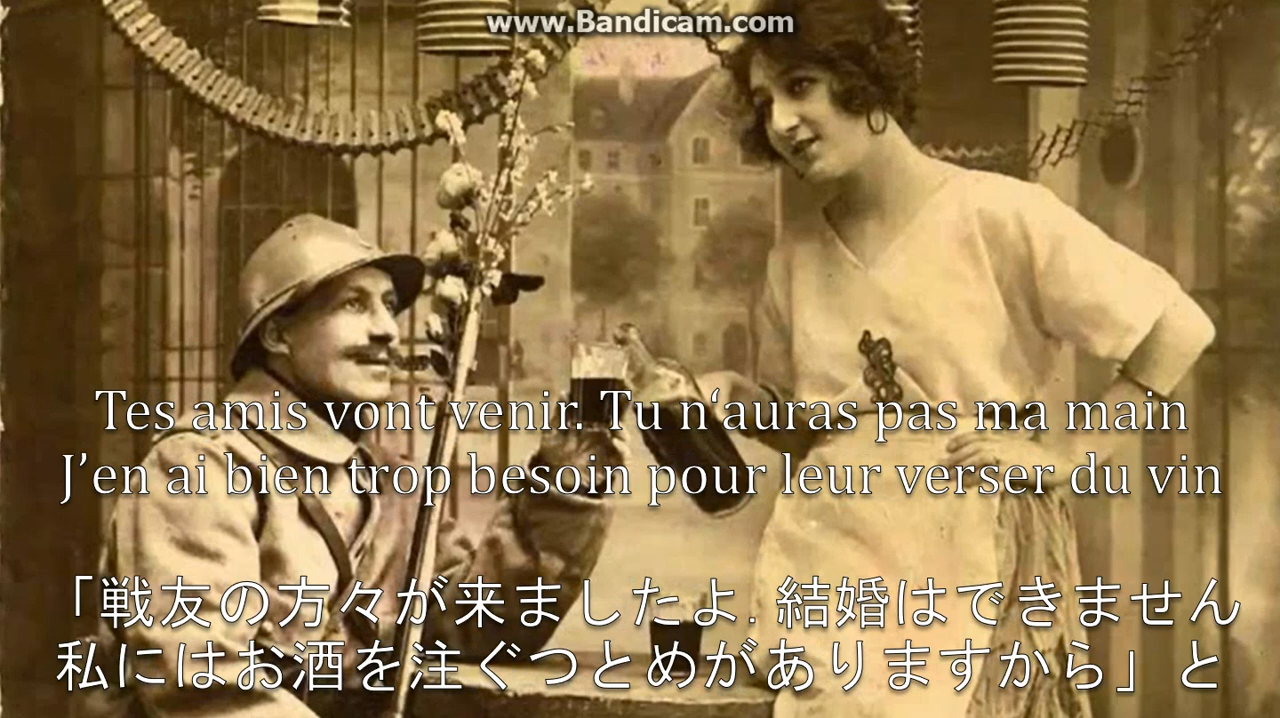 www.Bandicam.com
Tes amis vont venir. Tu n‘auras pas ma main
J’en ai bien trop besoin pour leur verser du vin
「戦友の方々が来ましたよ.結婚はできません
私にはお酒を注ぐつとめがありますから」と